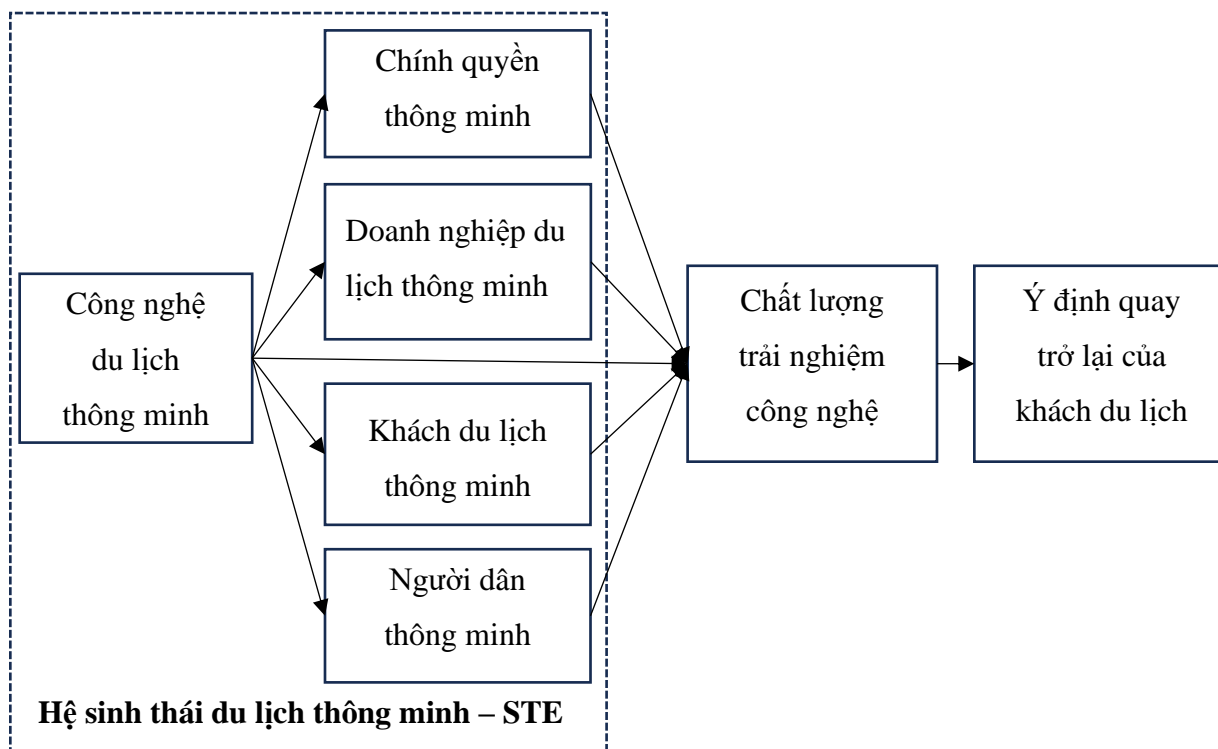 Chính quyền
thông minh
Doanh nghiệp du
lịch thông minh
Công nghệ
du lịch
thông minh
Khách du lịch
thông minh
Người dân
thông minh
Chất lượng
trải nghiệm
công nghệ
Ý định quay
trở lại của
khách du lịch
Hệ sinh thái du lịch thông minh – STE